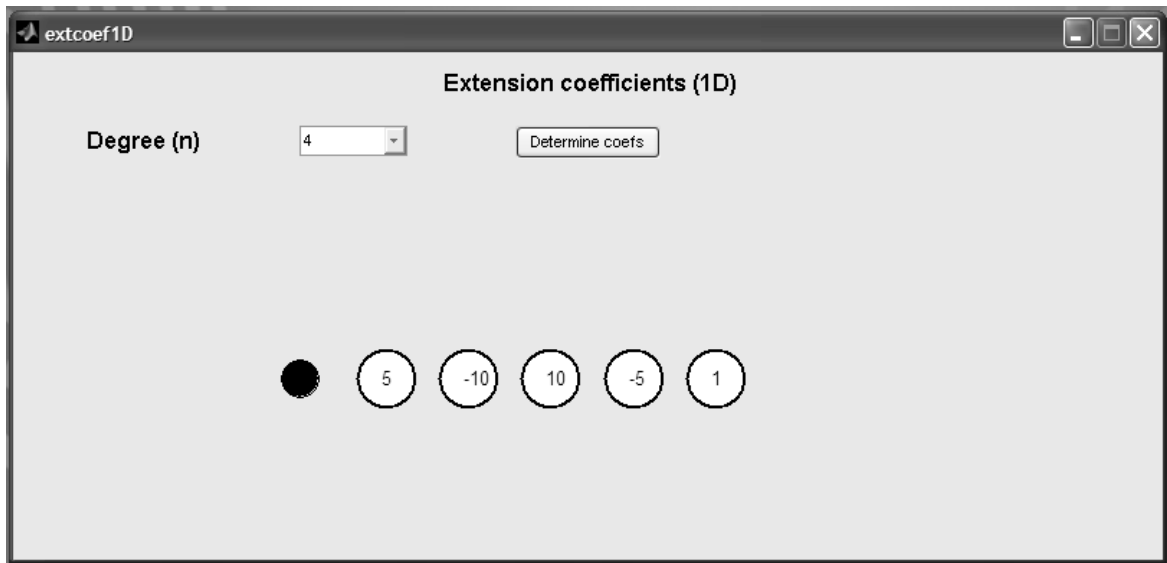 extcoef1D
Extension coefficients (1D)
Degree (n) 4 Determine coefs
5 -10 10 -5 1